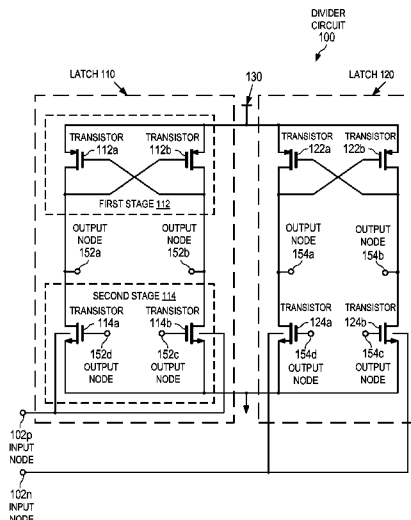 DIVIDER
CIRCUIT
100
LATCH 110
130
LATCH 120
TRANSISTOR
112a
TRANSISTOR
112b
TRANSISTOR
122a
TRANSISTOR
122b
FIRST STAGE 112
OUTPUT
NODE
152a
OUTPUT
NODE
152b
OUTPUT
NODE
154a
OUTPUT
NODE
154b
SECOND STAGE 114
TRANSISTOR
114a
TRANSISTOR
114b
TRANSISTOR
124a
TRANSISTOR
124b
152d
OUTPUT
NODE
152c
OUTPUT
NODE
154d
OUTPUT
NODE
154c
OUTPUT
NODE
102p
INPUT
NODE
102n
INPUT
NODE